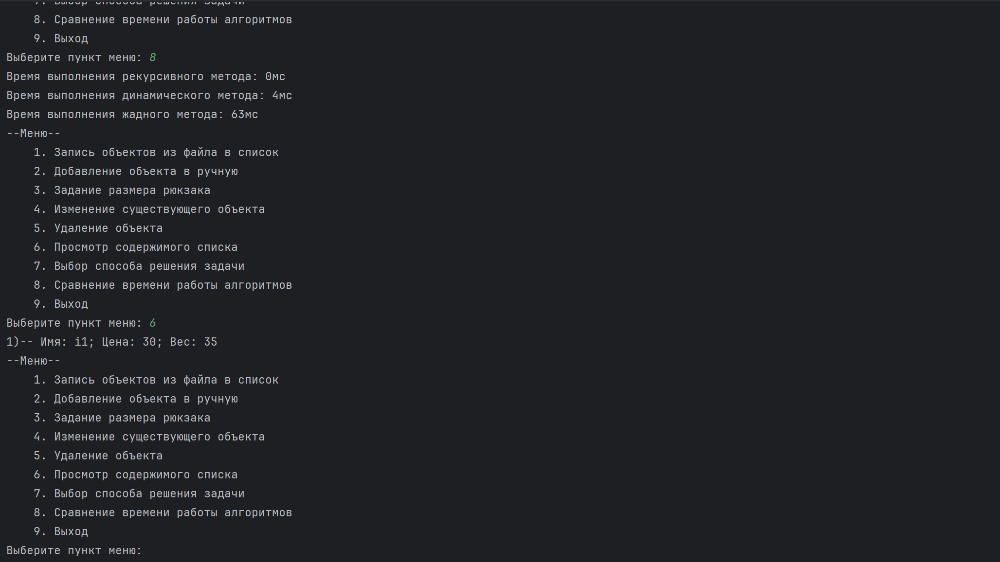 7. Выбор способа решения задачи
8. Сравнение времени работы алгоритмов
9. Выход
Выберите пункт меню: 8
Время выполнения рекурсивного метода: 0мс
Время выполнения динамического метода: 4мс
Время выполнения жадного метода: 63мс
--Меню--
1. Запись объектов из файла в список
2. Добавление объекта в ручную
3. Задание размера рюкзака
4. Изменение существующего объекта
5. Удаление объекта
6. Просмотр содержимого списка
7. Выбор способа решения задачи
8. Сравнение времени работы алгоритмов
9. Выход
Выберите пункт меню: 6
1)-- Имя: i1; Цена: 30; Вес: 35
--Меню--
1. Запись объектов из файла в список
2. Добавление объекта в ручную
3. Задание размера рюкзака
4. Изменение существующего объекта
5. Удаление объекта
6. Просмотр содержимого списка
7. Выбор способа решения задачи
8. Сравнение времени работы алгоритмов
9. Выход
Выберите пункт меню: